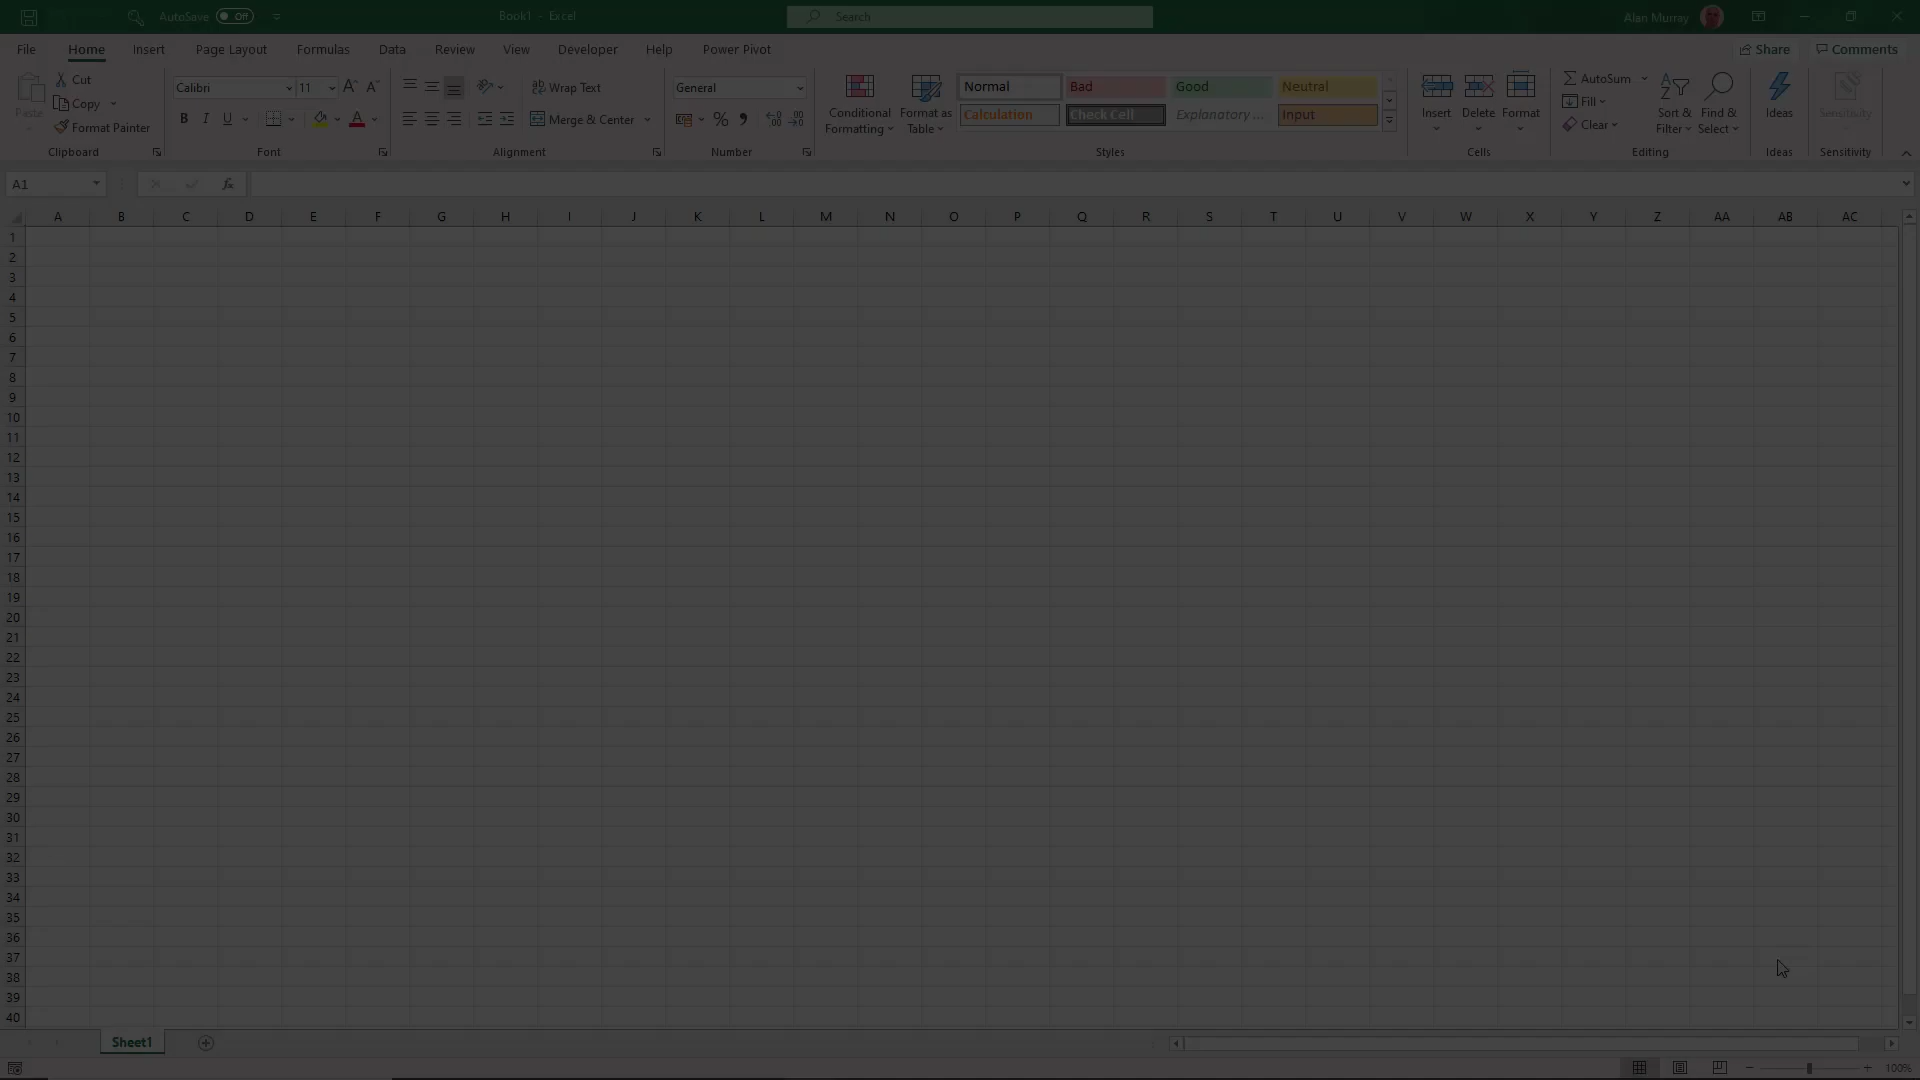 AutoSave Off Book1 - Excel Search Alan Murray
File Home Insert Page Layout Formulas Data Review View Developer Help Power Pivot Share Comments
Paste
Cut
Copy
Format Painter
Clipboard
Calibri 11
B I U A
Font
Wrap Text
Merge & Center
Alignment
General
%
Number
Conditional Formatting
Format as Table
Normal Bad Good Neutral
Calculation Check Cell Explanatory ... Input
Styles
Insert Delete Format
Cells
AutoSum
Fill
Clear
Sort & Filter
Find & Select
Editing
Ideas
Ideas
Sensitivity
Sensitivity
A1 fx
A B C D E F G H I J K L M N O P Q R S T U V W X Y Z AA AB AC
1
2
3
4
5
6
7
8
9
10
11
12
13
14
15
16
17
18
19
20
21
22
23
24
25
26
27
28
29
30
31
32
33
34
35
36
37
38
39
40
Sheet1
100%